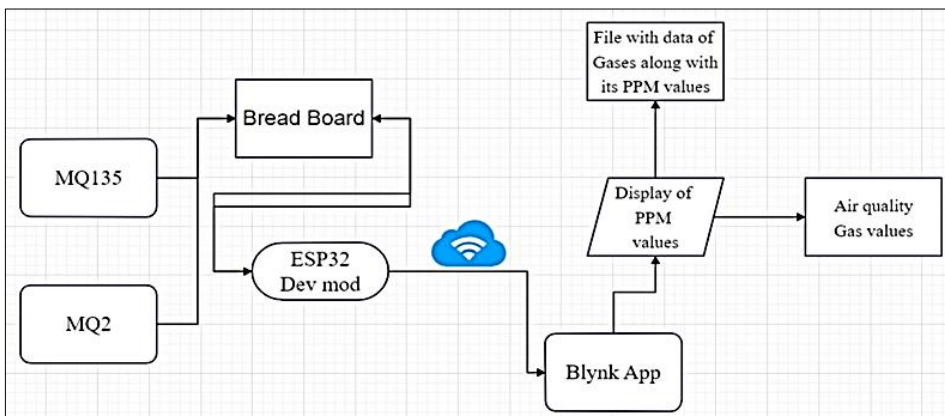 File with data of
Gases along with
its PPM values
Bread Board
MQ135
Display of
PPM
values
Air quality
Gas values
ESP32
Dev mod
MQ2
Blynk App